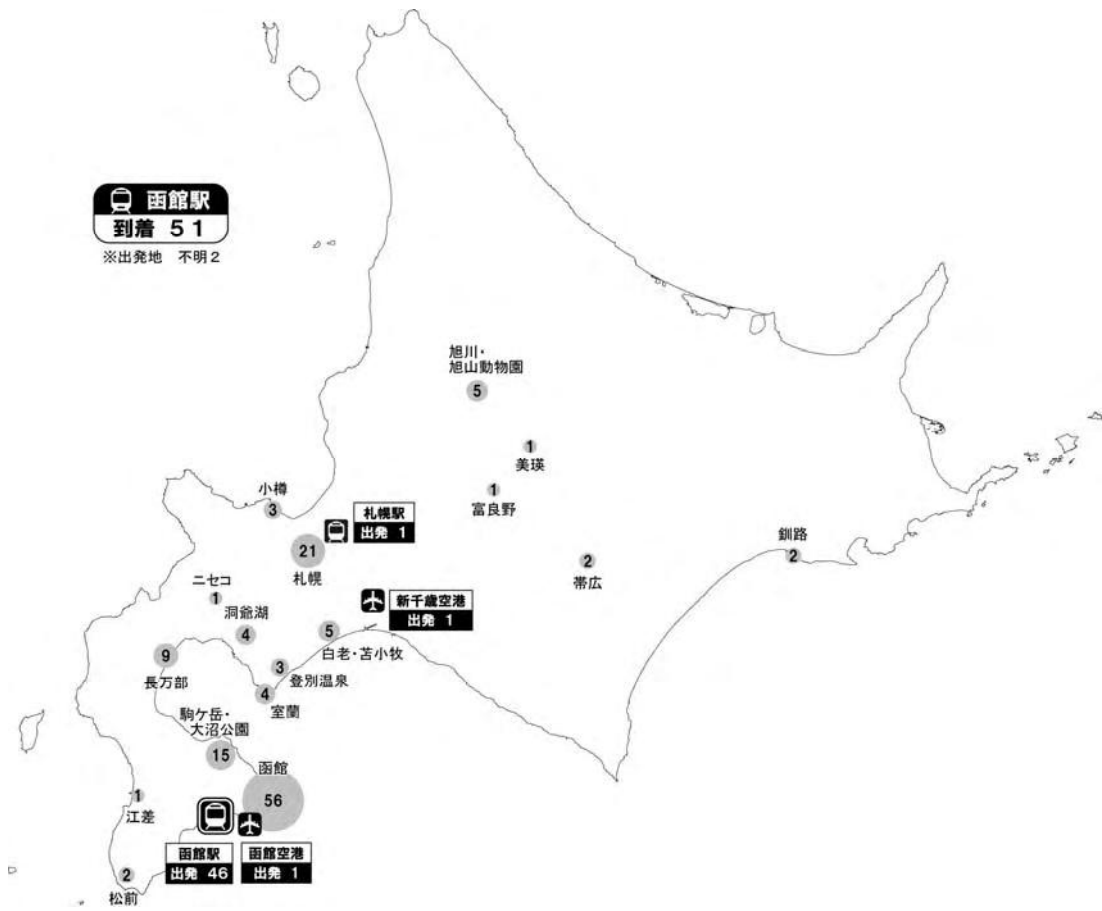 函館駅
到着 51
※出発地 不明2
旭川・
旭山動物園
5
1
美瑛
1
富良野
小樽
3
札幌駅
出発 1
21
札幌
釧路
2
2
帯広
ニセコ
1
洞爺湖
4
新千歳空港
出発 1
5
白老・苫小牧
9
長万部
3
登別温泉
4
室蘭
駒ケ岳・
大沼公園
15
函館
56
1
江差
函館駅
出発 46
函館空港
出発 1
2
松前